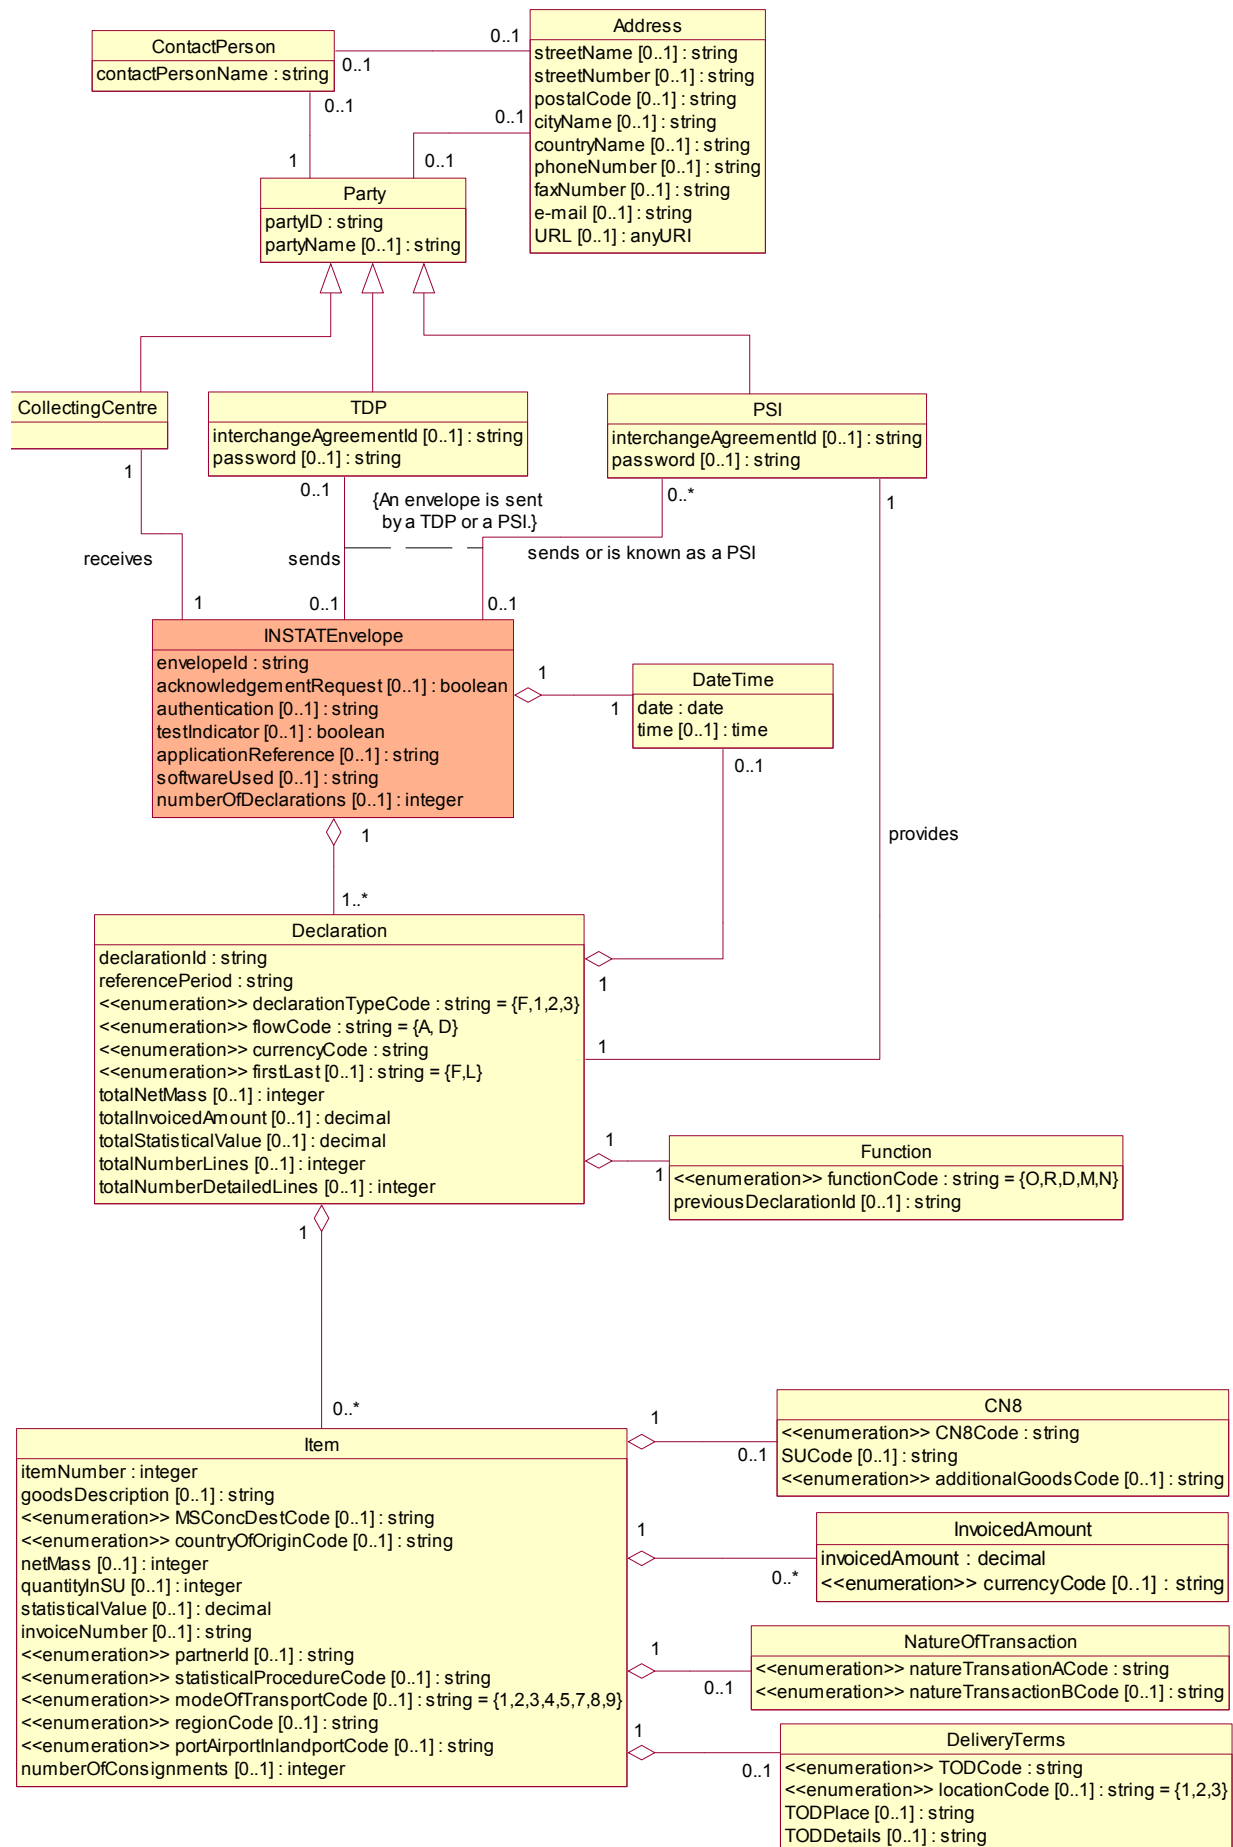 Address
streetName [0..1] : string
streetNumber [0..1] : string
postalCode [0..1] : string
cityName [0..1] : string
countryName [0..1] : string
phoneNumber [0..1] : string
faxNumber [0..1] : string
e-mail [0..1] : string
URL [0..1] : anyURI
ContactPerson
contactPersonName : string
0..1
0..1
0..1
1
0..1
0..1
Party
partyID : string
partyName [0..1] : string
CollectingCentre
TDP
interchangeAgreementId [0..1] : string
password [0..1] : string
PSI
interchangeAgreementId [0..1] : string
password [0..1] : string
1
0..1
{An envelope is sent
by a TDP or a PSI.}
0..*
1
receives
sends
sends or is known as a PSI
1
0..1
0..1
INSTATEnvelope
envelopeId : string
acknowledgementRequest [0..1] : boolean
authentication [0..1] : string
testIndicator [0..1] : boolean
applicationReference [0..1] : string
softwareUsed [0..1] : string
numberOfDeclarations [0..1] : integer
1
1
DateTime
date : date
time [0..1] : time
0..1
1
provides
1..*
Declaration
declarationId : string
referencePeriod : string
<<enumeration>> declarationTypeCode : string = {F,1,2,3}
<<enumeration>> flowCode : string = {A, D}
<<enumeration>> currencyCode : string
<<enumeration>> firstLast [0..1] : string = {F,L}
totalNetMass [0..1] : integer
totalInvoicedAmount [0..1] : decimal
totalStatisticalValue [0..1] : decimal
totalNumberLines [0..1] : integer
totalNumberDetailedLines [0..1] : integer
1
1
1
1
Function
<<enumeration>> functionCode : string = {O,R,D,M,N}
previousDeclarationId [0..1] : string
1
0..*
Item
itemNumber : integer
goodsDescription [0..1] : string
<<enumeration>> MSConcDestCode [0..1] : string
<<enumeration>> countryOfOriginCode [0..1] : string
netMass [0..1] : integer
quantityInSU [0..1] : integer
statisticalValue [0..1] : decimal
invoiceNumber [0..1] : string
<<enumeration>> partnerId [0..1] : string
<<enumeration>> statisticalProcedureCode [0..1] : string
<<enumeration>> modeOfTransportCode [0..1] : string = {1,2,3,4,5,7,8,9}
<<enumeration>> regionCode [0..1] : string
<<enumeration>> portAirportInlandportCode [0..1] : string
numberOfConsignments [0..1] : integer
1
0..1
CN8
<<enumeration>> CN8Code : string
SUCode [0..1] : string
<<enumeration>> additionalGoodsCode [0..1] : string
1
0..*
InvoicedAmount
invoicedAmount : decimal
<<enumeration>> currencyCode [0..1] : string
1
0..1
NatureOfTransaction
<<enumeration>> natureTransationACode : string
<<enumeration>> natureTransactionBCode [0..1] : string
1
0..1
DeliveryTerms
<<enumeration>> TODCode : string
<<enumeration>> locationCode [0..1] : string = {1,2,3}
TODPlace [0..1] : string
TODDetails [0..1] : string